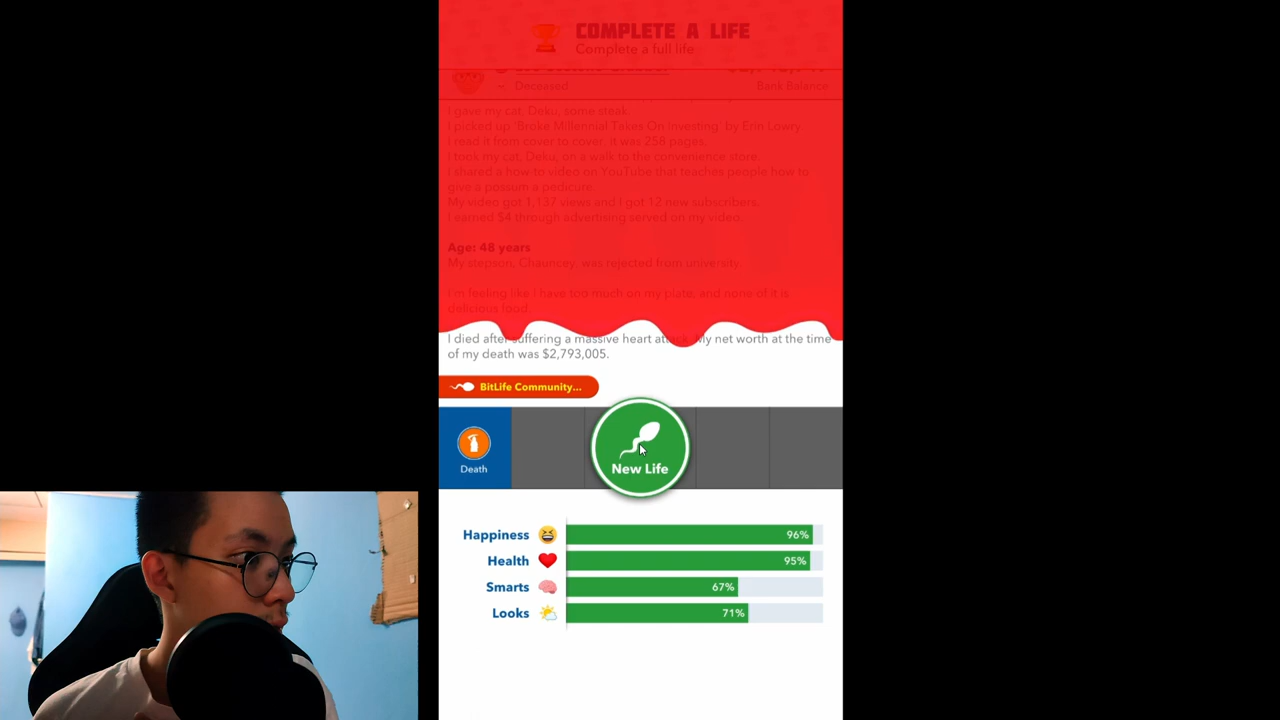 COMPLETE A LIFE
Complete a full life
Deceased
Bank Balance
I gave my cat, Deku, some steak.
I picked up 'Broke Millennial Takes On Investing' by Erin Lowry.
I read it from cover to cover. It was 258 pages.
I took my cat, Deku, on a walk to the convenience store.
I shared a how-to video on YouTube that teaches people how to
give a possum a pedicure.
My video got 1,137 views and I got 12 new subscribers.
I earned $4 through advertising served on my video.
Age: 48 years
My stepson, Chauncey, was rejected from university.
I'm feeling like I have too much on my plate, and none of it is
delicious food.
I died after suffering a massive heart attack. My net worth at the time
of my death was $2,793,005.
BitLife Community...
Death
New Life
Happiness 96%
Health 95%
Smarts 67%
Looks 71%